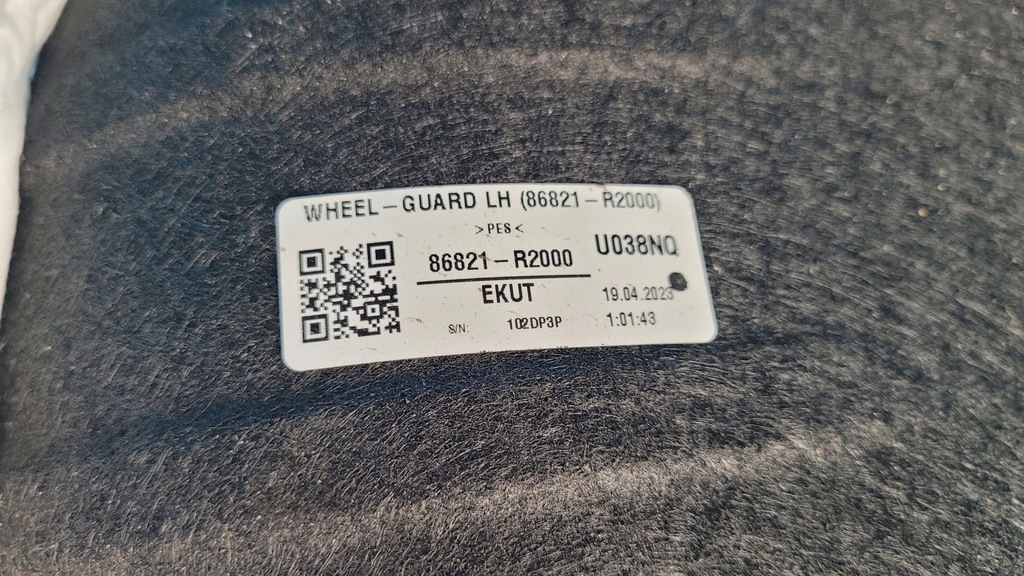 WHEEL-GUARD LH (86821-R2000)
>PES<
86821-R2000
U038NQ
EKUT
19.04.2023
S/N: 102DP3P
1:01:43